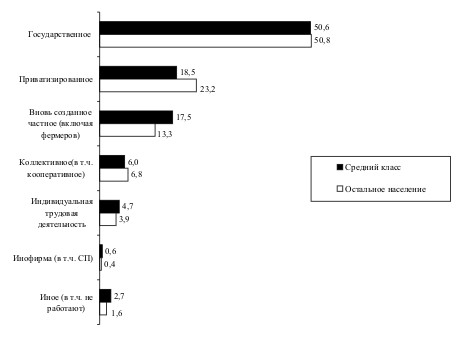 Государственное
50,6
50,8
Приватизированное
18,5
23,2
Вновь созданное
частное (включая
фермеров)
17,5
13,3
Коллективное(в т.ч.
кооперативное)
6,0
6,8
Индивидуальная
трудовая
деятельность
4,7
3,9
Инофирма (в т.ч. СП)
0,6
0,4
Иное (в т.ч. не
работают)
2,7
1,6
Средний класс
Остальное население